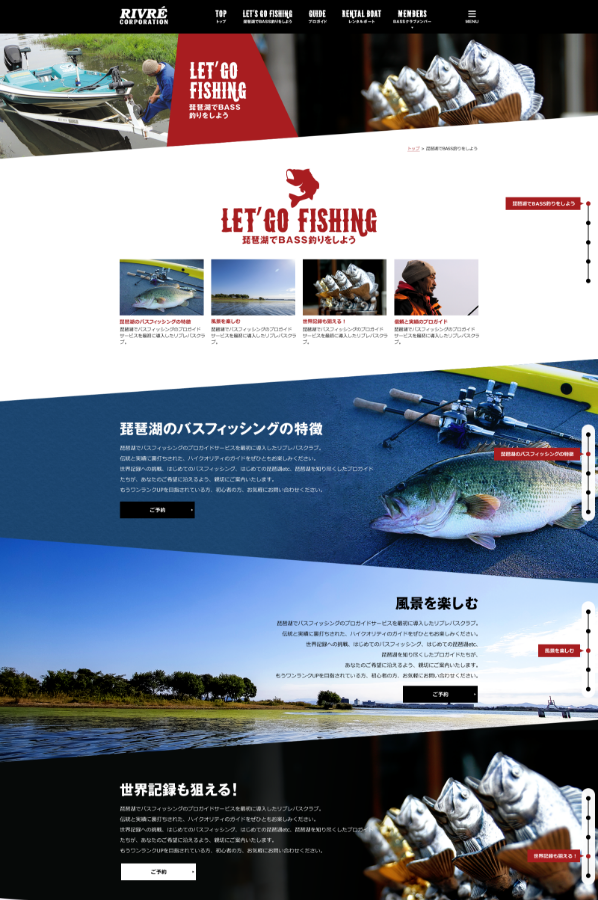 RIVRÉ
CORPORATION
TOP
トップ
LET'S GO FISHING
琵琶湖でBASS釣りをしよう
GUIDE
プロガイド
RENTAL BOAT
レンタルボート
MEMBERS
BASSクラブメンバー
MENU
LET'GO
FISHING
琵琶湖でBASS
釣りをしよう
トップ > 琵琶湖でBASS釣りをしよう
琵琶湖でBASS釣りをしよう
LET'GO FISHING
琵琶湖でBASS釣りをしよう
琵琶湖のバスフィッシングの特徴
琵琶湖でバスフィッシングのプロガイド
サービスを最初に導入したリブレバスクラ
ブ。
風景を楽しむ
琵琶湖でバスフィッシングのプロガイド
サービスを最初に導入したリブレバスクラ
ブ。
世界記録も狙える！
琵琶湖でバスフィッシングのプロガイド
サービスを最初に導入したリブレバスクラ
ブ。
信頼と実績のプロガイド
琵琶湖でバスフィッシングのプロガイド
サービスを最初に導入したリブレバスクラ
ブ。
琵琶湖のバスフィッシングの特徴
琵琶湖でバスフィッシングのプロガイドサービスを最初に導入したリブレバスクラブ。
伝統と実績に裏打ちされた、ハイクオリティのガイドをぜひともお楽しみください。
世界記録への挑戦、はじめてのバスフィッシング、はじめての琵琶湖etc. 琵琶湖を知り尽くしたガイド
たちが、あなたのご希望に沿えるよう、親切にご案内いたします。
もうワンランクUPを目指されている方、初心者の方、お気軽にお問い合わせください。
ご予約
琵琶湖のバスフィッシングの特徴
風景を楽しむ
琵琶湖でバスフィッシングのプロガイドサービスを最初に導入したリブレバスクラブ。
伝統と実績に裏打ちされた、ハイクオリティのガイドをぜひともお楽しみください。
世界記録への挑戦、はじめてのバスフィッシング、はじめての琵琶湖etc.
琵琶湖を知り尽くしたガイドたちが、
あなたのご希望に沿えるよう、親切にご案内いたします。
もうワンランクUPを目指されている方、初心者の方、お気軽にお問い合わせください。
ご予約
風景を楽しむ
世界記録も狙える！
琵琶湖でバスフィッシングのプロガイドサービスを最初に導入したリブレバスクラブ。
伝統と実績に裏打ちされた、ハイクオリティのガイドをぜひともお楽しみください。
世界記録への挑戦、はじめてのバスフィッシング、はじめての琵琶湖etc. 琵琶湖を知り尽くしたガイ
たちが、あなたのご希望に沿えるよう、親切にご案内いたします。
もうワンランクUPを目指されている方、初心者の方、お気軽にお問い合わせください。
ご予約
世界記録も狙える！